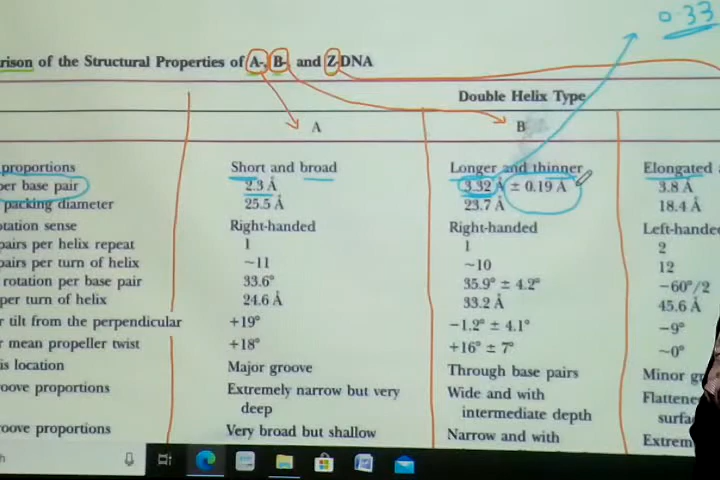 0.33
rison of the Structural Properties of A-, B- and Z-DNA
Double Helix Type
A B
proportions Short and broad Longer and thinner Elongated
per base pair 2.3 Å 3.32 Å ± 0.19 Å 3.8 Å
packing diameter 25.5 Å 23.7 Å 18.4 Å
otation sense Right-handed Right-handed Left-hande
pairs per helix repeat 1 1 2
pairs per turn of helix ~11 ~10 12
rotation per base pair 33.6° 35.9° ± 4.2° −60°/2
per turn of helix 24.6 Å 33.2 Å 45.6 Å
r tilt from the perpendicular +19° −1.2° ± 4.1° −9°
r mean propeller twist +18° +16° ± 7° ~0°
is location Major groove Through base pairs Minor g
oove proportions Extremely narrow but very Wide and with Flattene
deep intermediate depth surfa
oove proportions Very broad but shallow Narrow and with Extrem
h